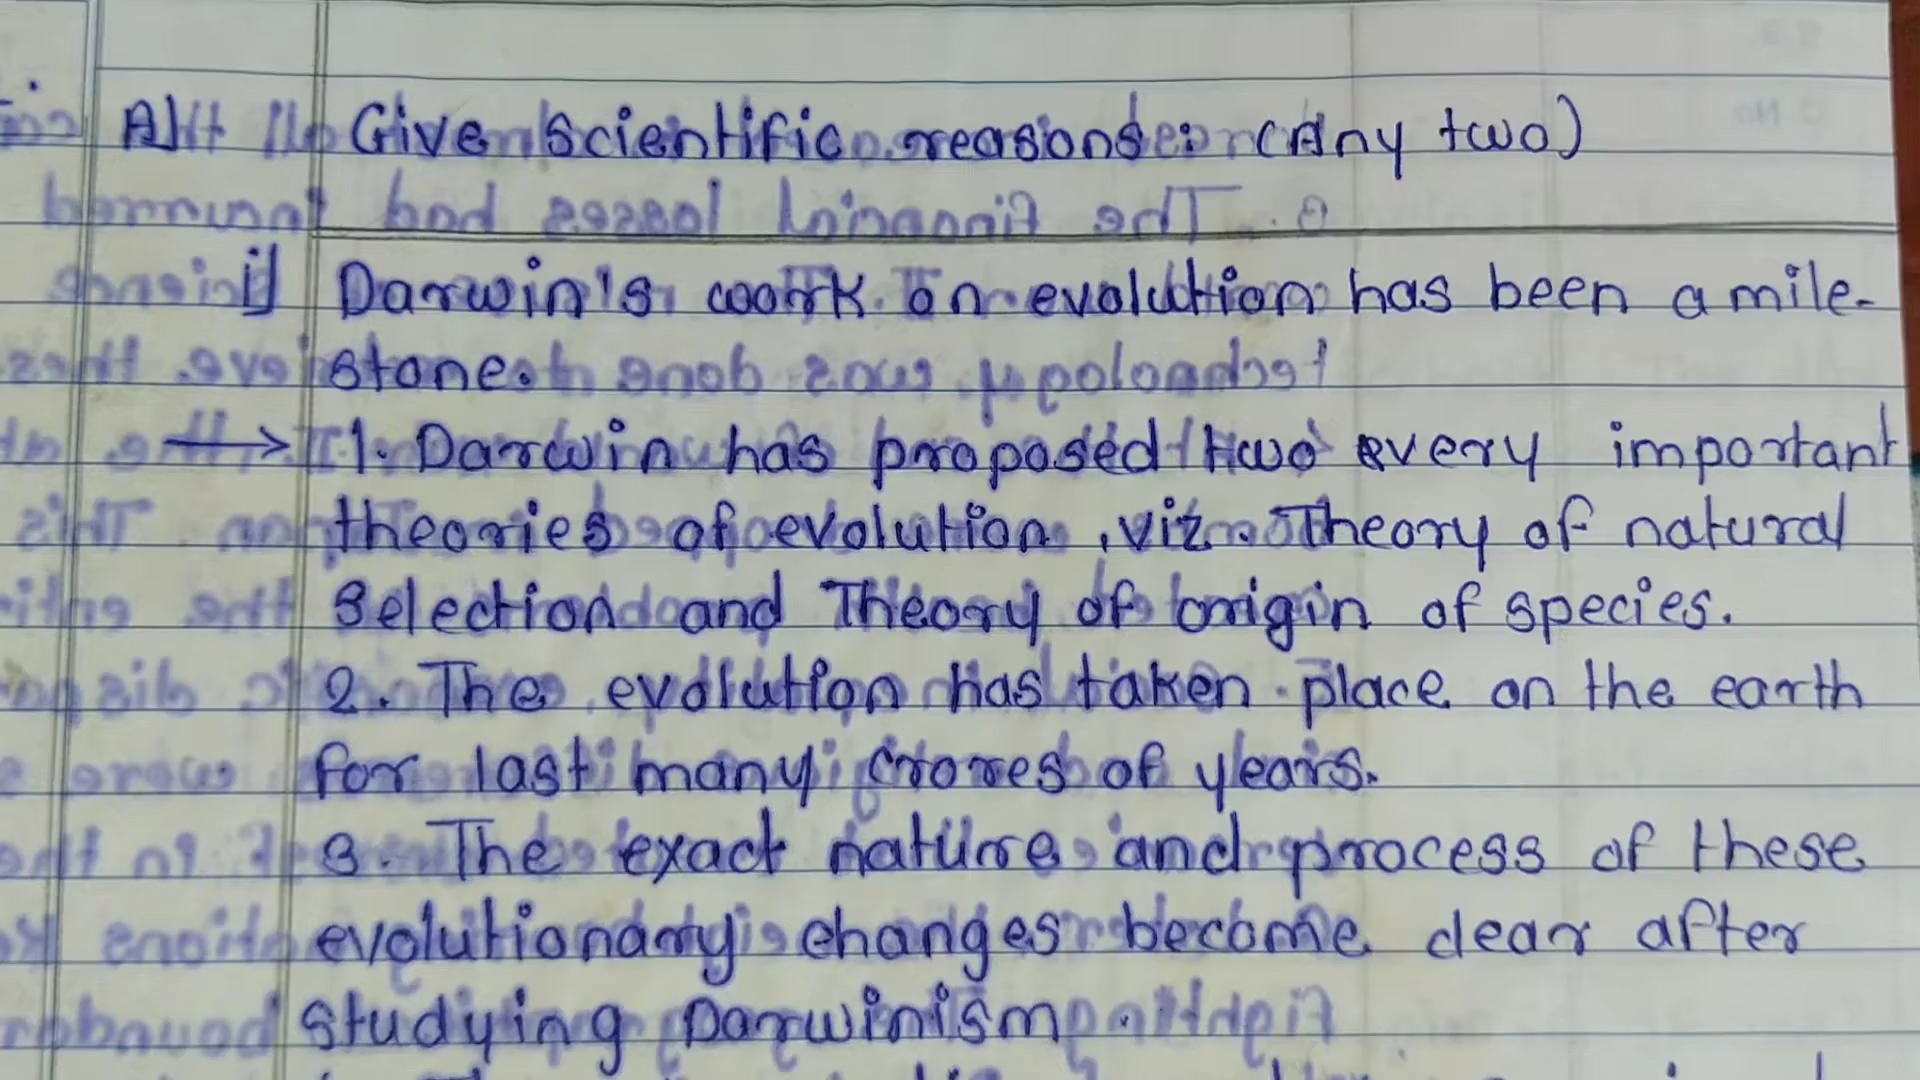 A) Give scientific reasons: (Any two)
i) Darwin's work on evolution has been a mile-
stone.
→ 1. Darwin has proposed two very important
theories of evolution, viz. Theory of natural
Selection and Theory of origin of species.
2. The evolution has taken place on the earth
for last many crores of years.
3. The exact nature and process of these
evolutionary changes become clear after
studying Darwinism.